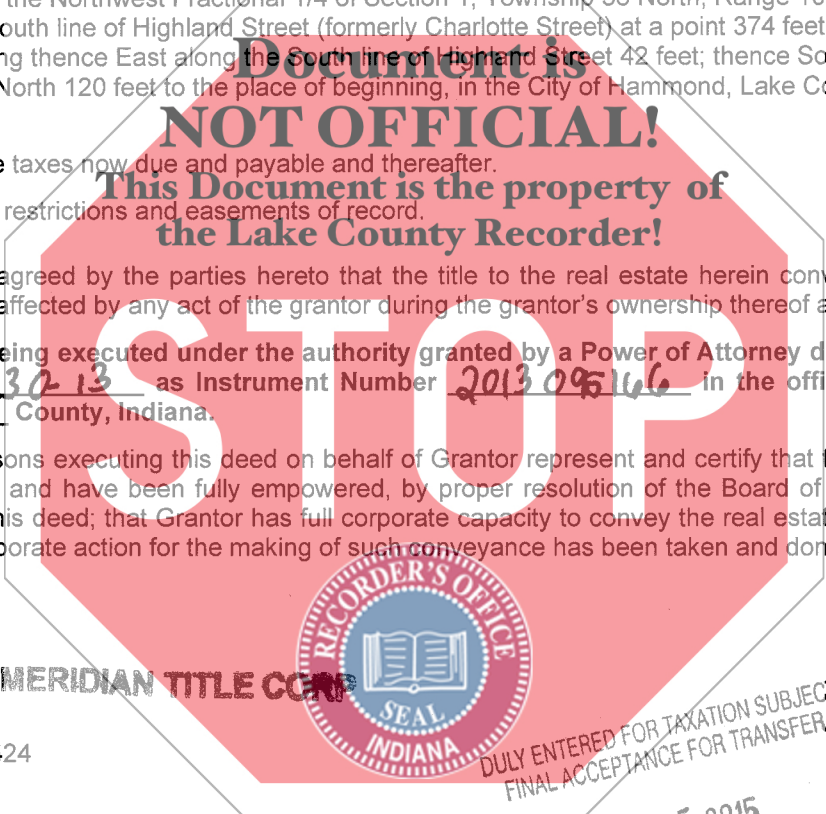 the Northwest Fractional 1/4 of Section 1, Township 36 North, Range 10
outh line of Highland Street (formerly Charlotte Street) at a point 374 feet
ng thence East along the South line of Highland Street 42 feet; thence So
North 120 feet to the place of beginning, in the City of Hammond, Lake Co
Document is
NOT OFFICIAL!
e taxes now due and payable and thereafter.
This Document is the property of
restrictions and easements of record.
the Lake County Recorder!
agreed by the parties hereto that the title to the real estate herein conv
affected by any act of the grantor during the grantor's ownership thereof a
STOP
eing executed under the authority granted by a Power of Attorney d
30-13 as Instrument Number 2013 095166 in the offi
County, Indiana.
sons executing this deed on behalf of Grantor represent and certify that t
and have been fully empowered, by proper resolution of the Board of
his deed; that Grantor has full corporate capacity to convey the real estat
porate action for the making of such conveyance has been taken and don
RECORDER'S OFFICE
SEAL
INDIANA
MERIDIAN TITLE CORP
24
DULY ENTERED FOR TAXATION SUBJEC
FINAL ACCEPTANCE FOR TRANSFER